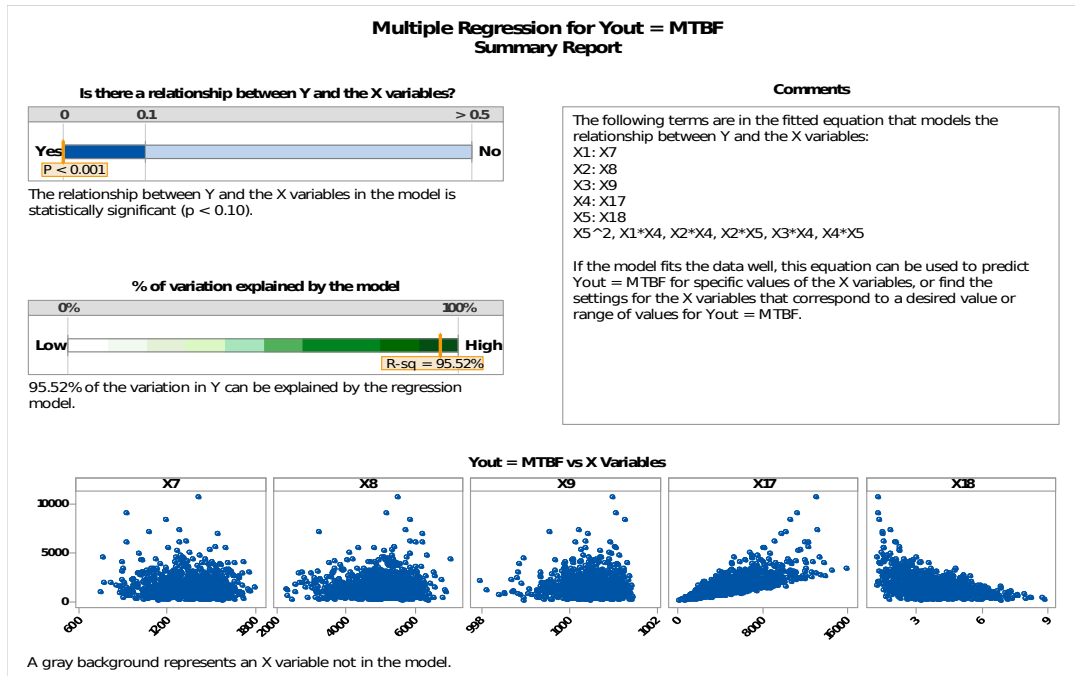 Multiple Regression for Yout = MTBF
Summary Report
Is there a relationship between Y and the X variables?
0 0.1 > 0.5
Yes No
P < 0.001
The relationship between Y and the X variables in the model is
statistically significant (p < 0.10).
% of variation explained by the model
0% 100%
Low High
R-sq = 95.52%
95.52% of the variation in Y can be explained by the regression
model.
Comments
The following terms are in the fitted equation that models the
relationship between Y and the X variables:
X1: X7
X2: X8
X3: X9
X4: X17
X5: X18
X5^2, X1*X4, X2*X4, X2*X5, X3*X4, X4*X5
If the model fits the data well, this equation can be used to predict
Yout = MTBF for specific values of the X variables, or find the
settings for the X variables that correspond to a desired value or
range of values for Yout = MTBF.
Yout = MTBF vs X Variables
X7 X8 X9 X17 X18
10000
5000
0
600 1200 1800 2000 4000 6000 998 1000 1002 0 8000 16000 3 6 9
A gray background represents an X variable not in the model.